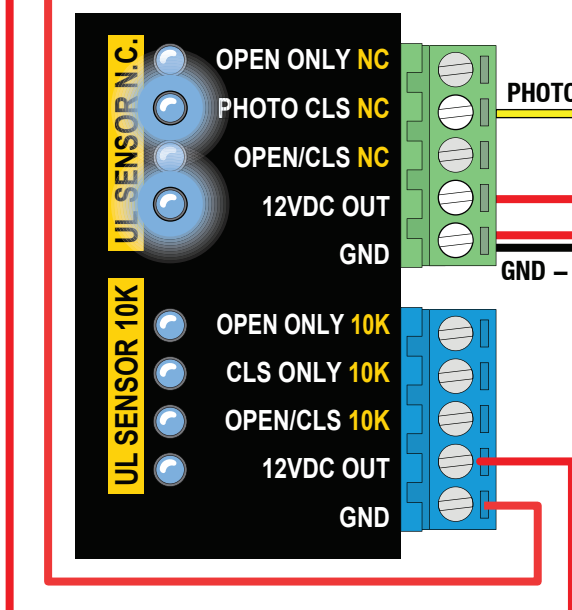 UL SENSOR N.C.
OPEN ONLY NC
PHOTO CLS NC
OPEN/CLS NC
12VDC OUT
GND
PHOTO
GND –
UL SENSOR 10K
OPEN ONLY 10K
CLS ONLY 10K
OPEN/CLS 10K
12VDC OUT
GND